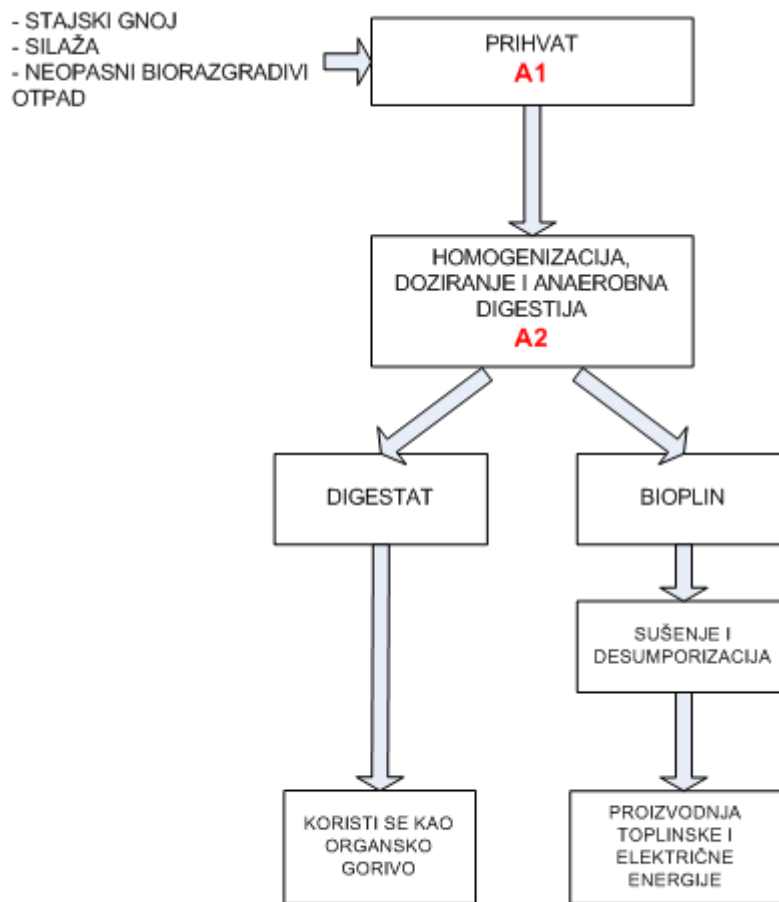 - STAJSKI GNOJ
- SILAŽA
- NEOPASNI BIORAZGRADIVI
OTPAD
PRIHVAT
A1
HOMOGENIZACIJA,
DOZIRANJE I ANAEROBNA
DIGESTIJA
A2
DIGESTAT
BIOPLIN
SUŠENJE I
DESUMPORIZACIJA
KORISTI SE KAO
ORGANSKO
GORIVO
PROIZVODNJA
TOPLINSKE I
ELEKTRIČNE
ENERGIJE